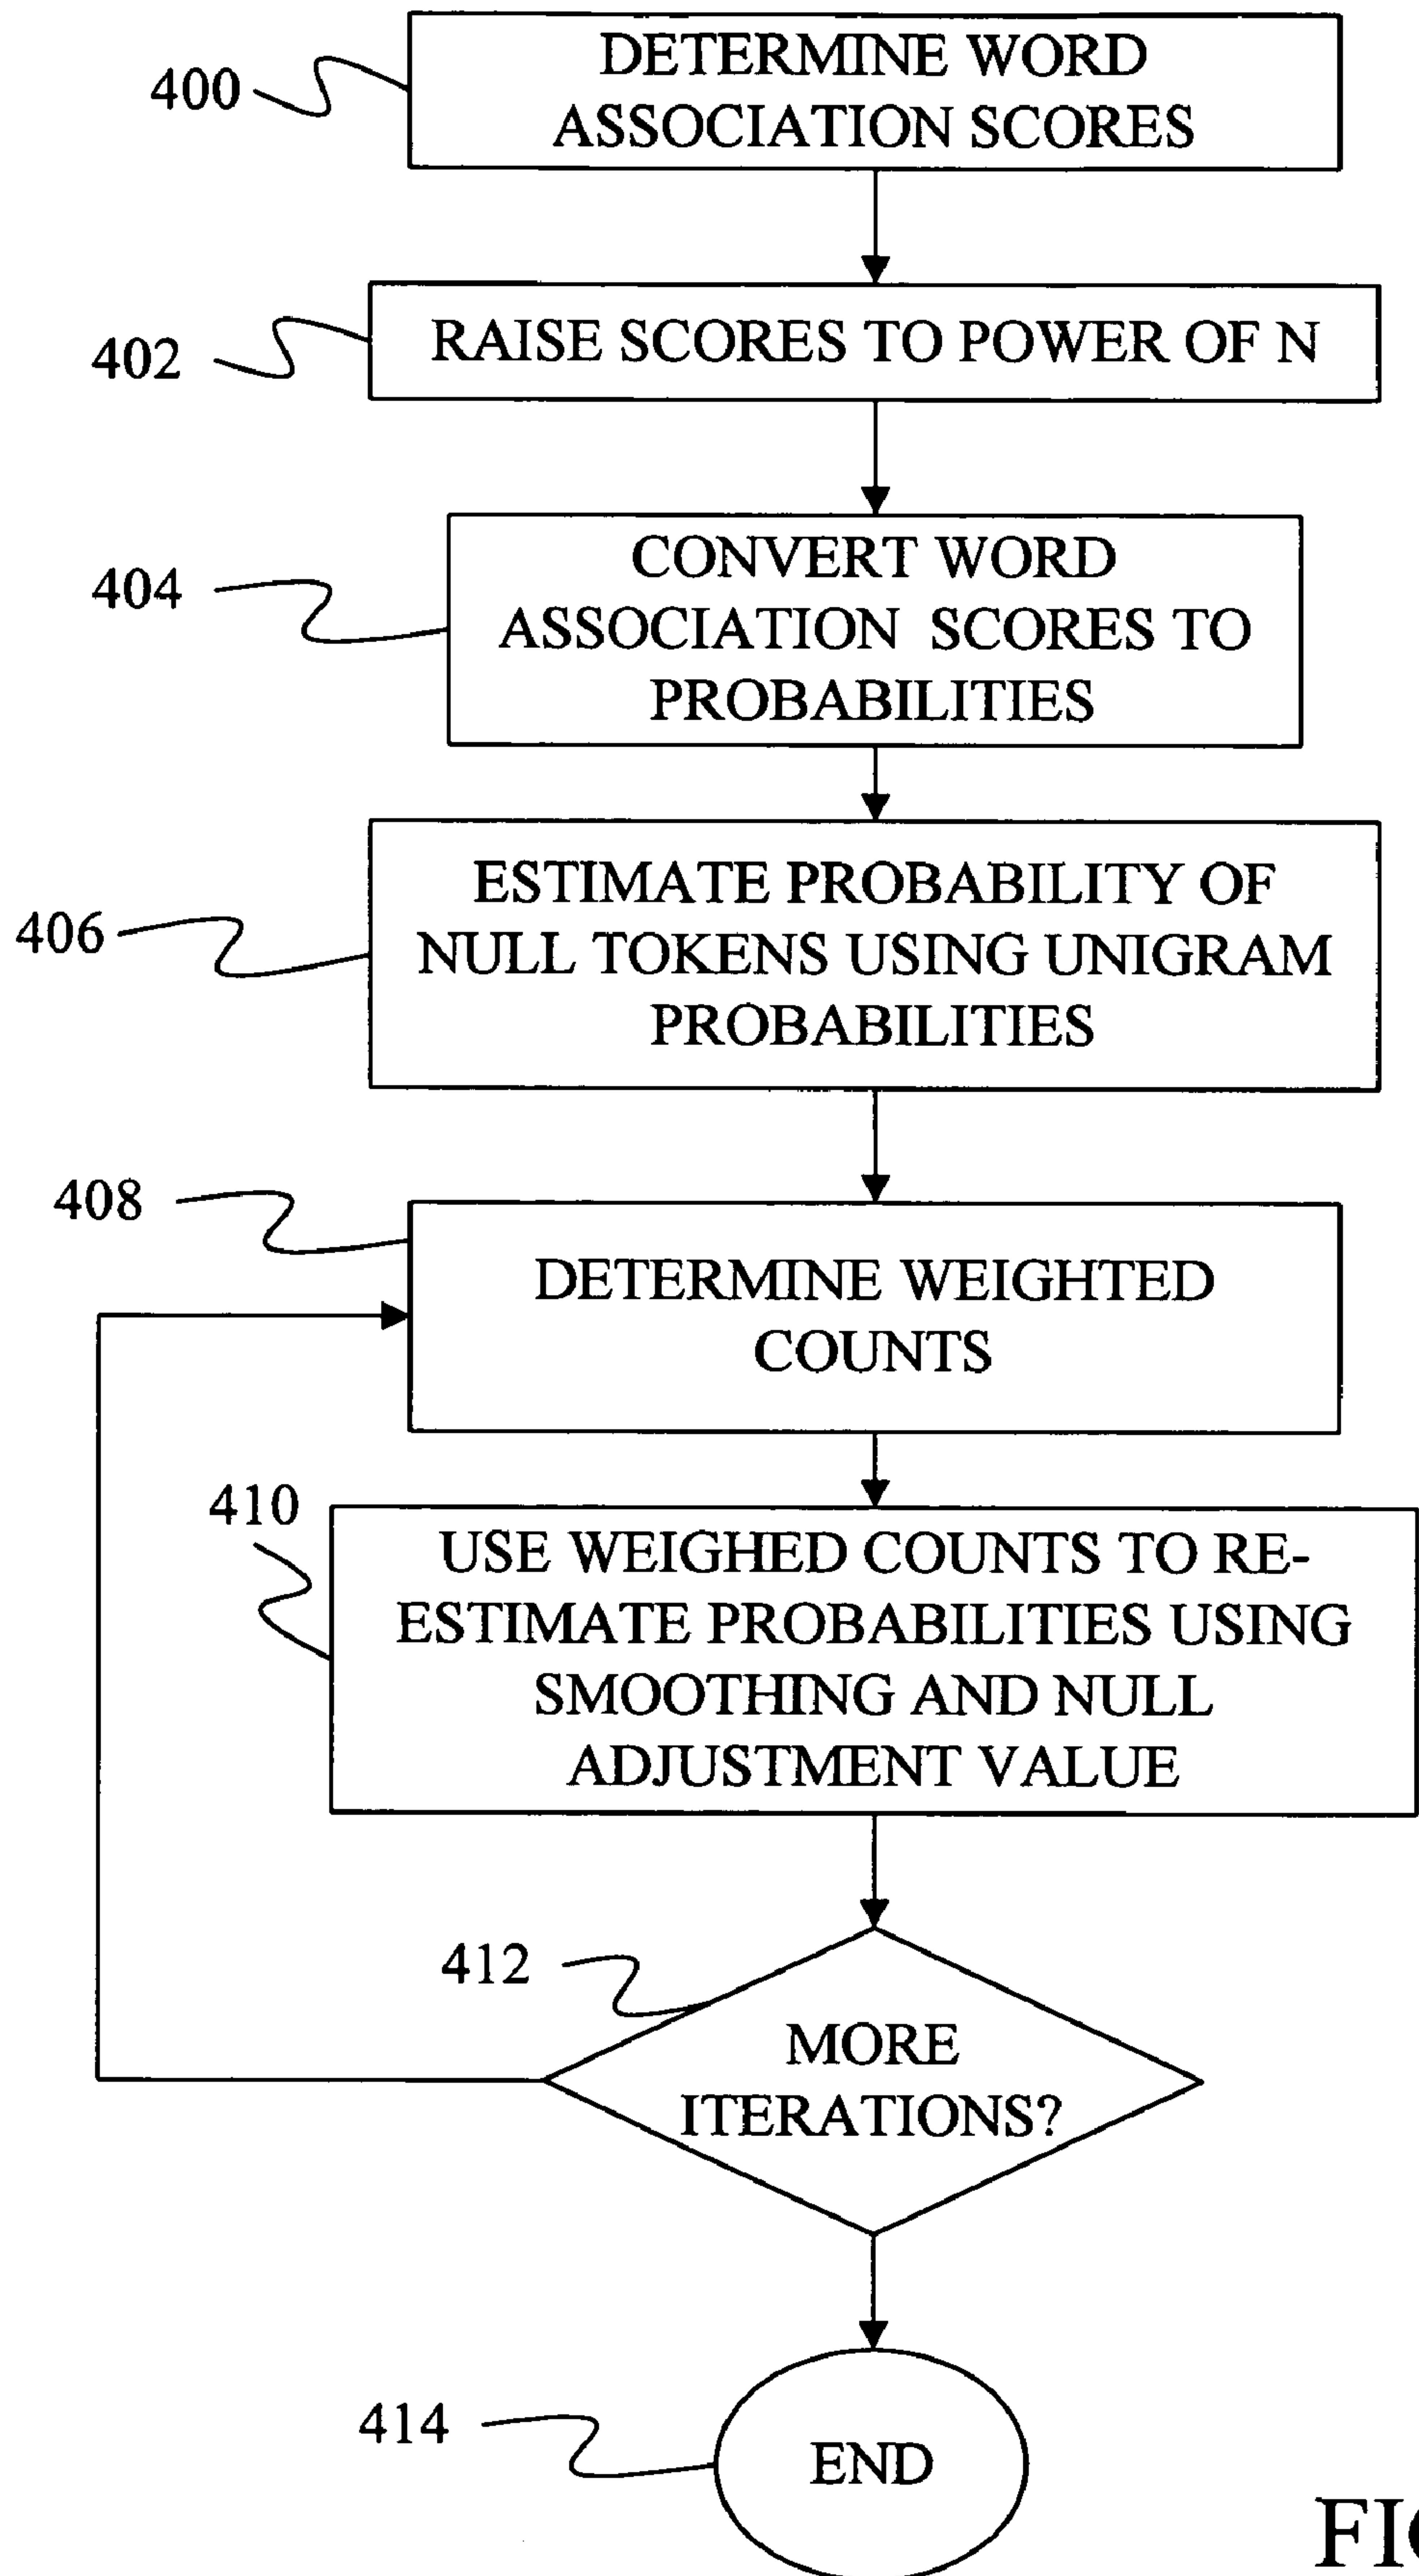 400
DETERMINE WORD
ASSOCIATION SCORES
402
RAISE SCORES TO POWER OF N
404
CONVERT WORD
ASSOCIATION SCORES TO
PROBABILITIES
406
ESTIMATE PROBABILITY OF
NULL TOKENS USING UNIGRAM
PROBABILITIES
408
DETERMINE WEIGHTED
COUNTS
410
USE WEIGHED COUNTS TO RE-
ESTIMATE PROBABILITIES USING
SMOOTHING AND NULL
ADJUSTMENT VALUE
412
MORE
ITERATIONS?
414
END